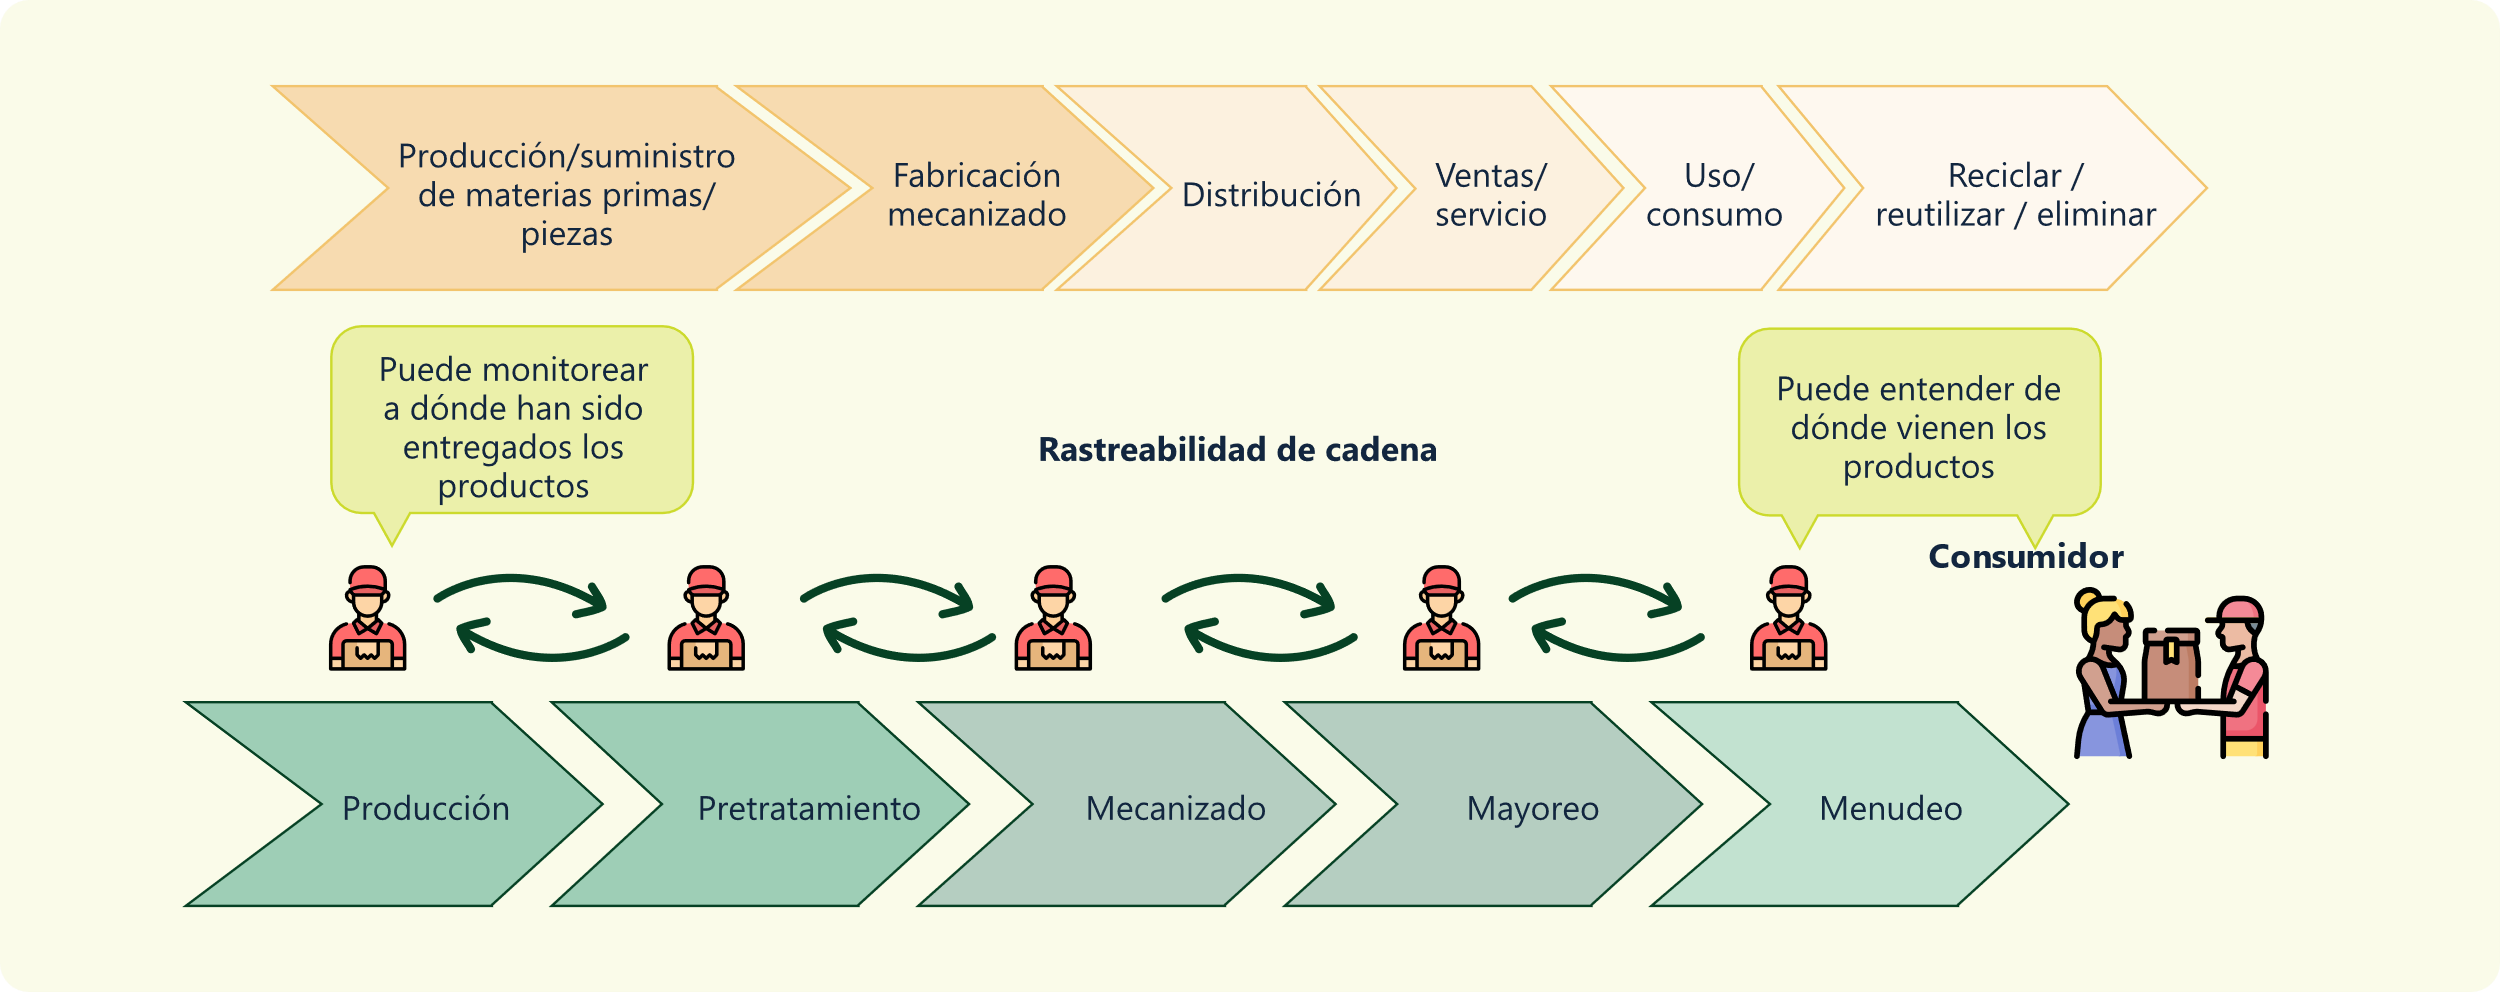 Producción/suministro
de materias primas/
piezas
Fabricación
mecanizado
Distribución
Ventas/
servicio
Uso/
consumo
Reciclar /
reutilizar / eliminar
Puede monitorear
a dónde han sido
entregados los
productos
Rastreabilidad de cadena
Puede entender de
dónde vienen los
productos
Consumidor
Producción
Pretratamiento
Mecanizado
Mayoreo
Menudeo